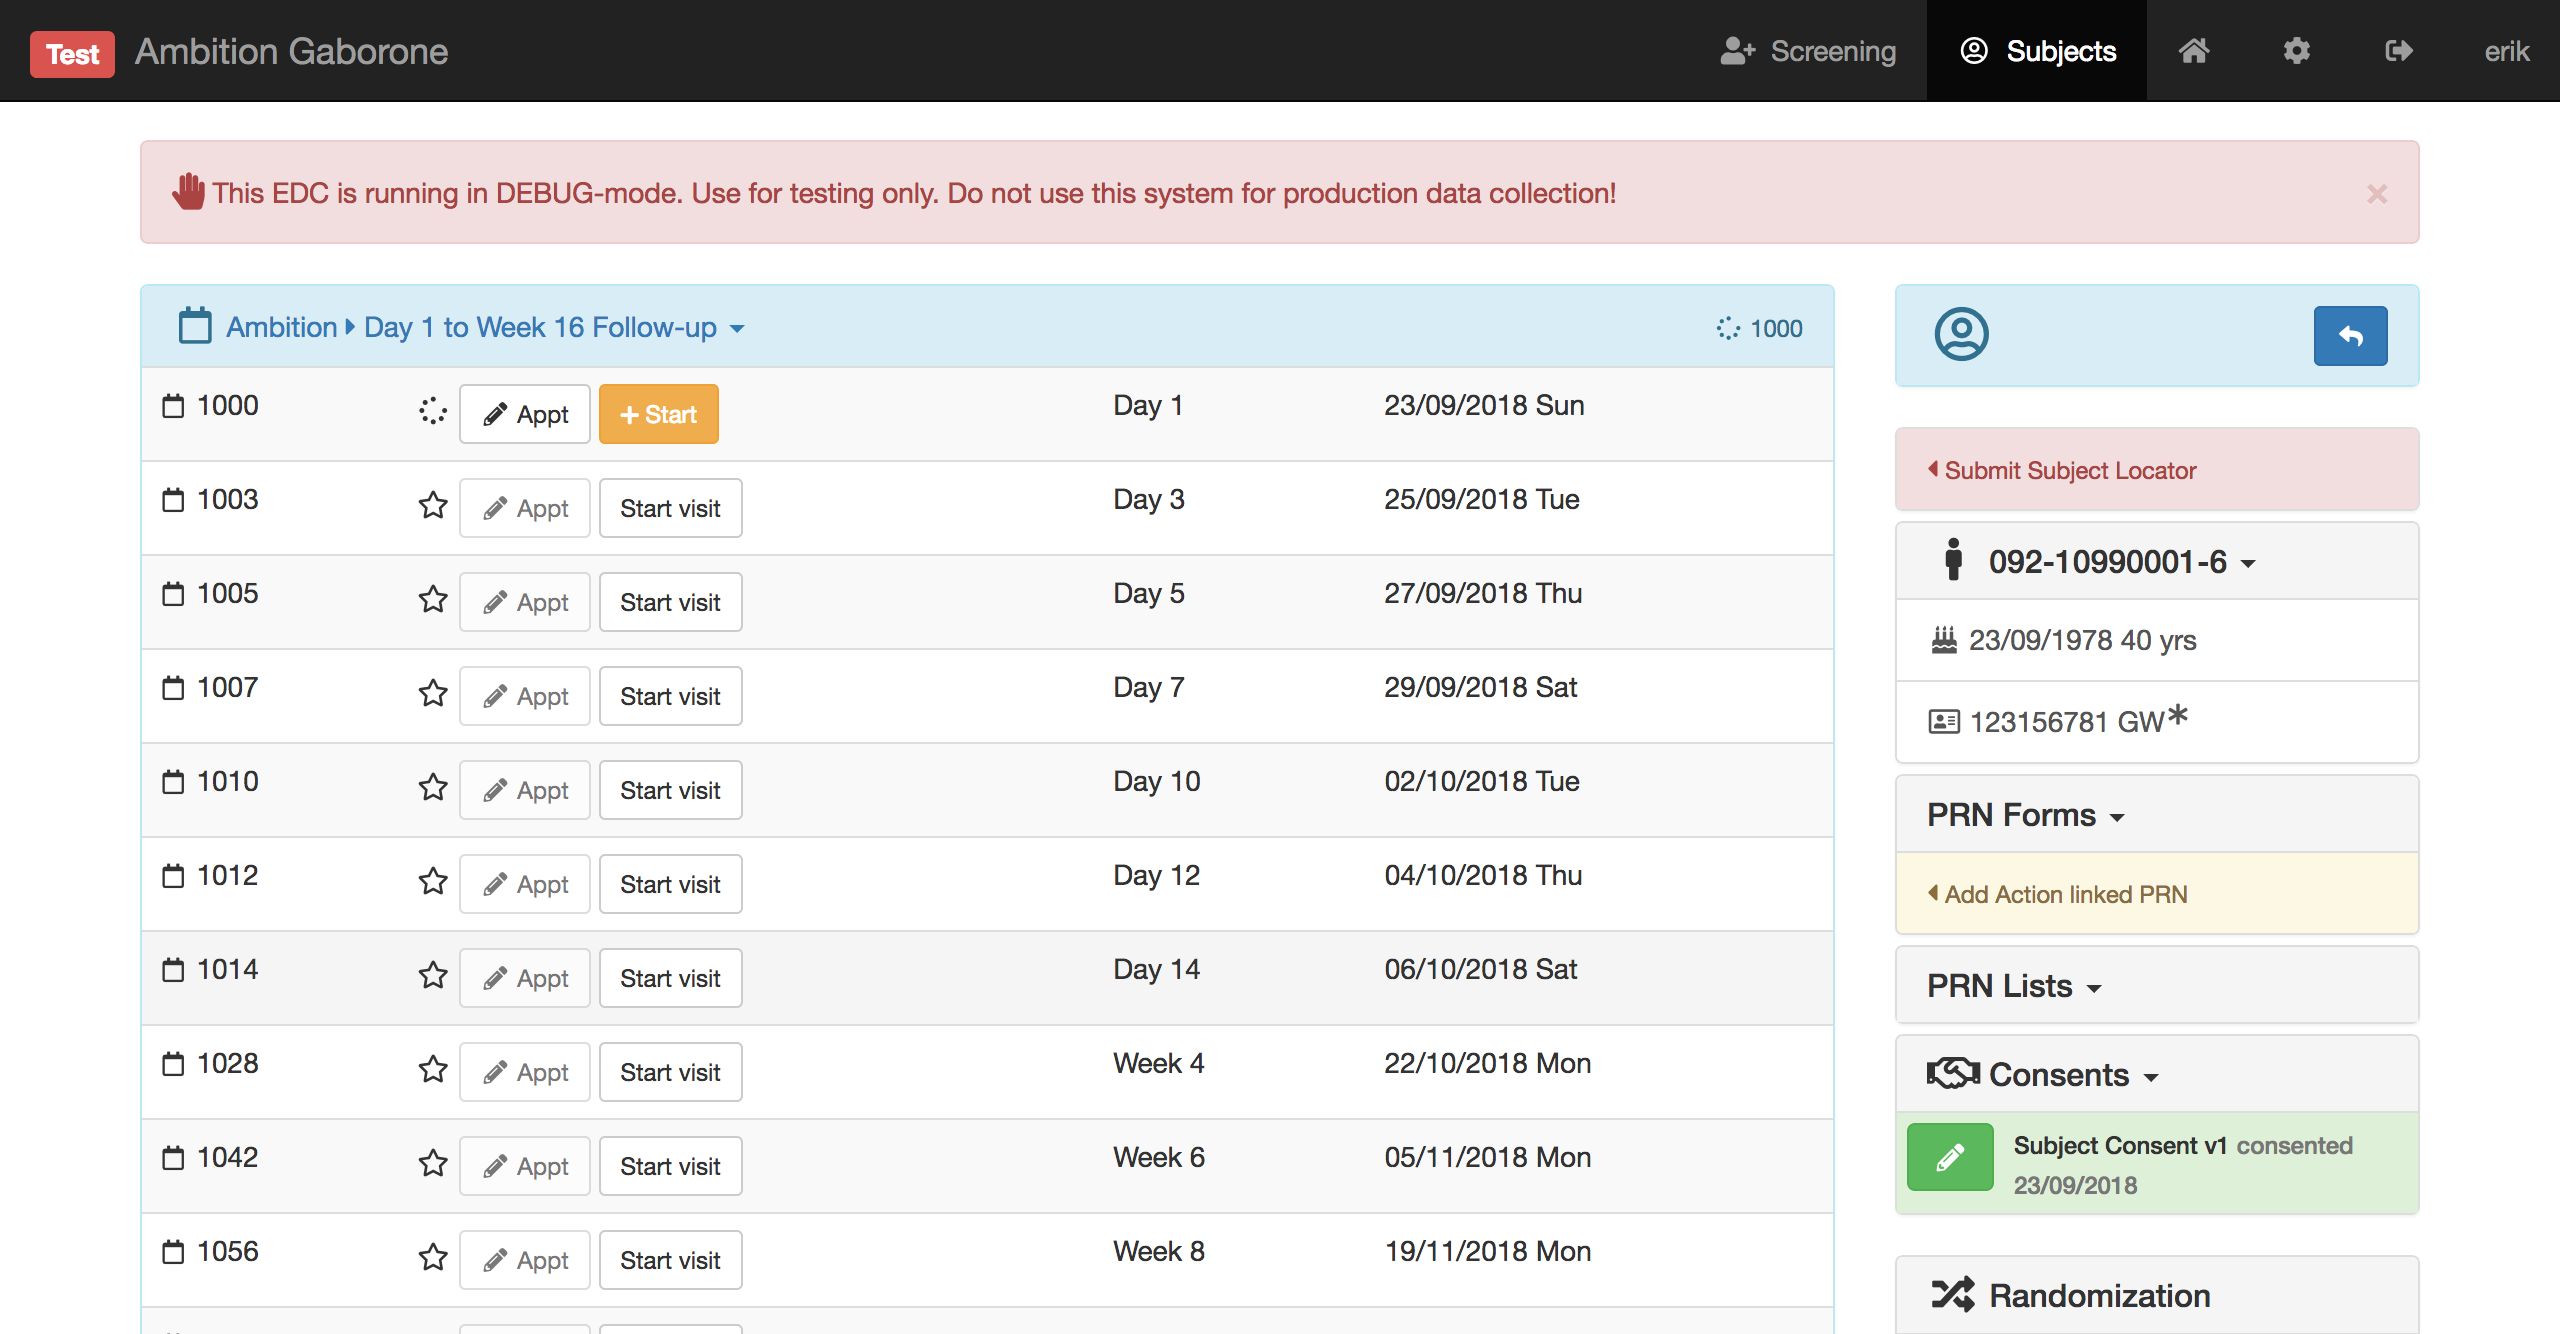 Test Ambition Gaborone Screening Subjects erik
This EDC is running in DEBUG-mode. Use for testing only. Do not use this system for production data collection! ×
Ambition Day 1 to Week 16 Follow-up 1000
1000 Appt + Start Day 1 23/09/2018 Sun
1003 Appt Start visit Day 3 25/09/2018 Tue
1005 Appt Start visit Day 5 27/09/2018 Thu
1007 Appt Start visit Day 7 29/09/2018 Sat
1010 Appt Start visit Day 10 02/10/2018 Tue
1012 Appt Start visit Day 12 04/10/2018 Thu
1014 Appt Start visit Day 14 06/10/2018 Sat
1028 Appt Start visit Week 4 22/10/2018 Mon
1042 Appt Start visit Week 6 05/11/2018 Mon
1056 Appt Start visit Week 8 19/11/2018 Mon
Submit Subject Locator
092-10990001-6
23/09/1978 40 yrs
123156781 GW*
PRN Forms
Add Action linked PRN
PRN Lists
Consents
Subject Consent v1 consented
23/09/2018
Randomization